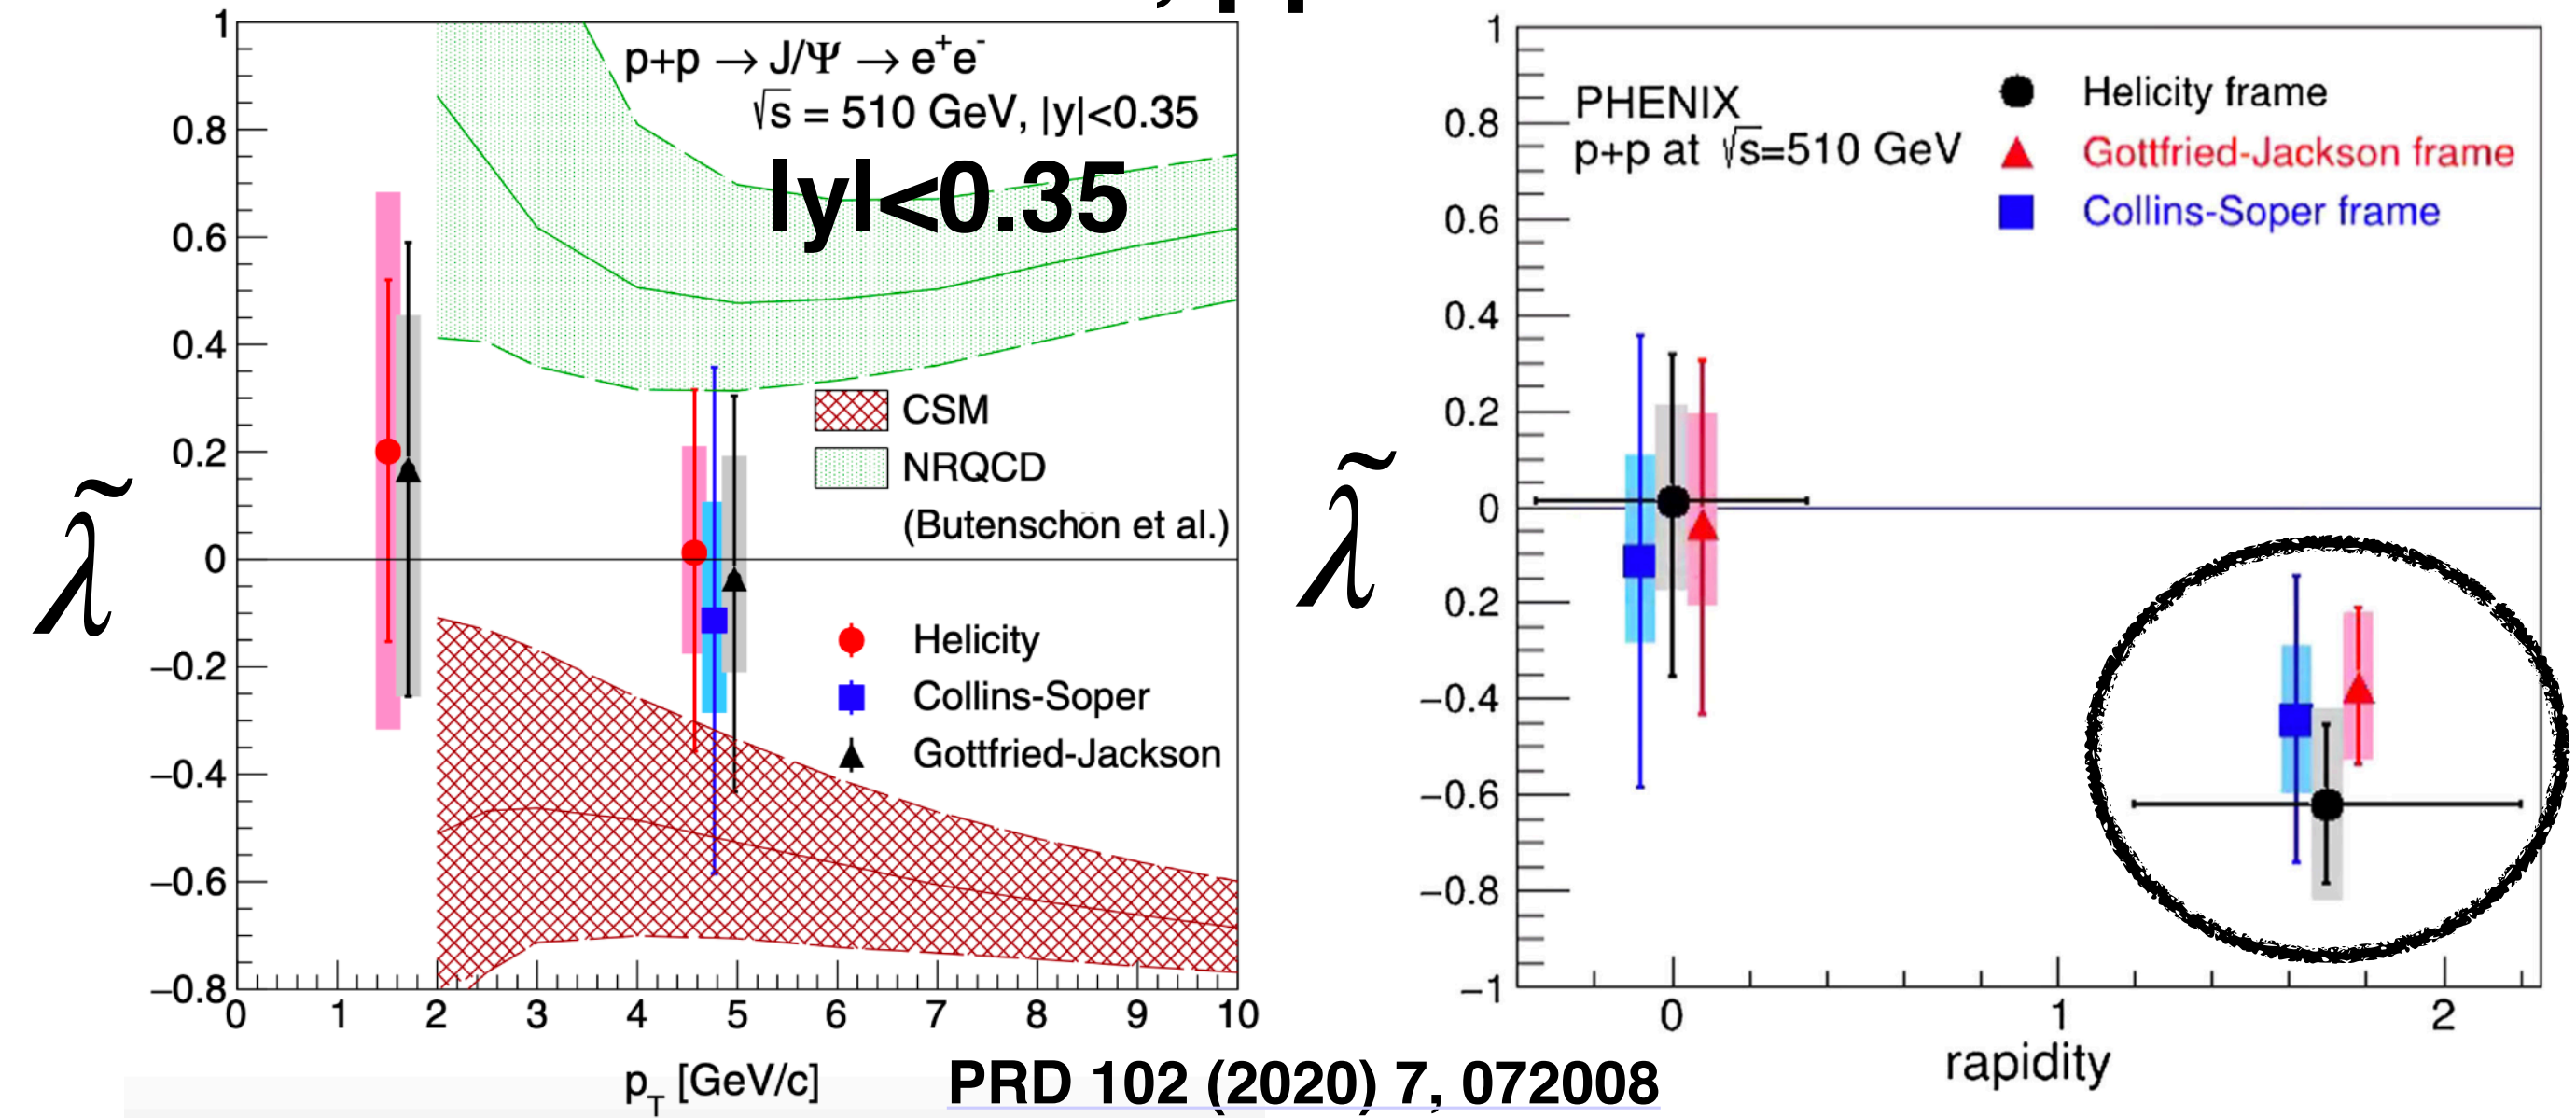 p+p → J/Ψ → e⁺e⁻
√s = 510 GeV, |y|<0.35
|y|<0.35
CSM
NRQCD
(Butenschön et al.)
Helicity
Collins-Soper
Gottfried-Jackson
1
0.8
0.6
0.4
0.2
0
−0.2
−0.4
−0.6
−0.8
λ̃
0 1 2 3 4 5 6 7 8 9 10
p_T [GeV/c]
PHENIX
p+p at √s=510 GeV
Helicity frame
Gottfried-Jackson frame
Collins-Soper frame
1
0.8
0.6
0.4
0.2
0
0.2
−0.4
−0.6
−0.8
−1
λ̃
0 1 2
rapidity
PRD 102 (2020) 7, 072008